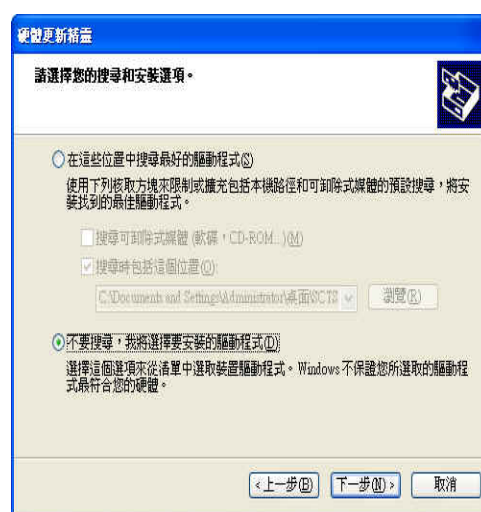 硬體更新精靈
請選擇您的搜尋和安裝選項。
在這些位置中搜尋最好的驅動程式(S)
使用下列核取方塊來限制或擴充包括本機路徑和可卸除式媒體的預設搜尋，將安
裝找到的最佳驅動程式。
搜尋可卸除式媒體 (軟碟，CD-ROM...)(M)
搜尋時包括這個位置(O):
C:\Documents and Settings\Administrator\桌面\SCTS
瀏覽(R)
不要搜尋，我將選擇要安裝的驅動程式(D)
選擇這個選項來從清單中選取裝置驅動程式。Windows 不保證您所選取的驅動程
式最符合您的硬體。
<上一步(B)
下一步(N)>
取消